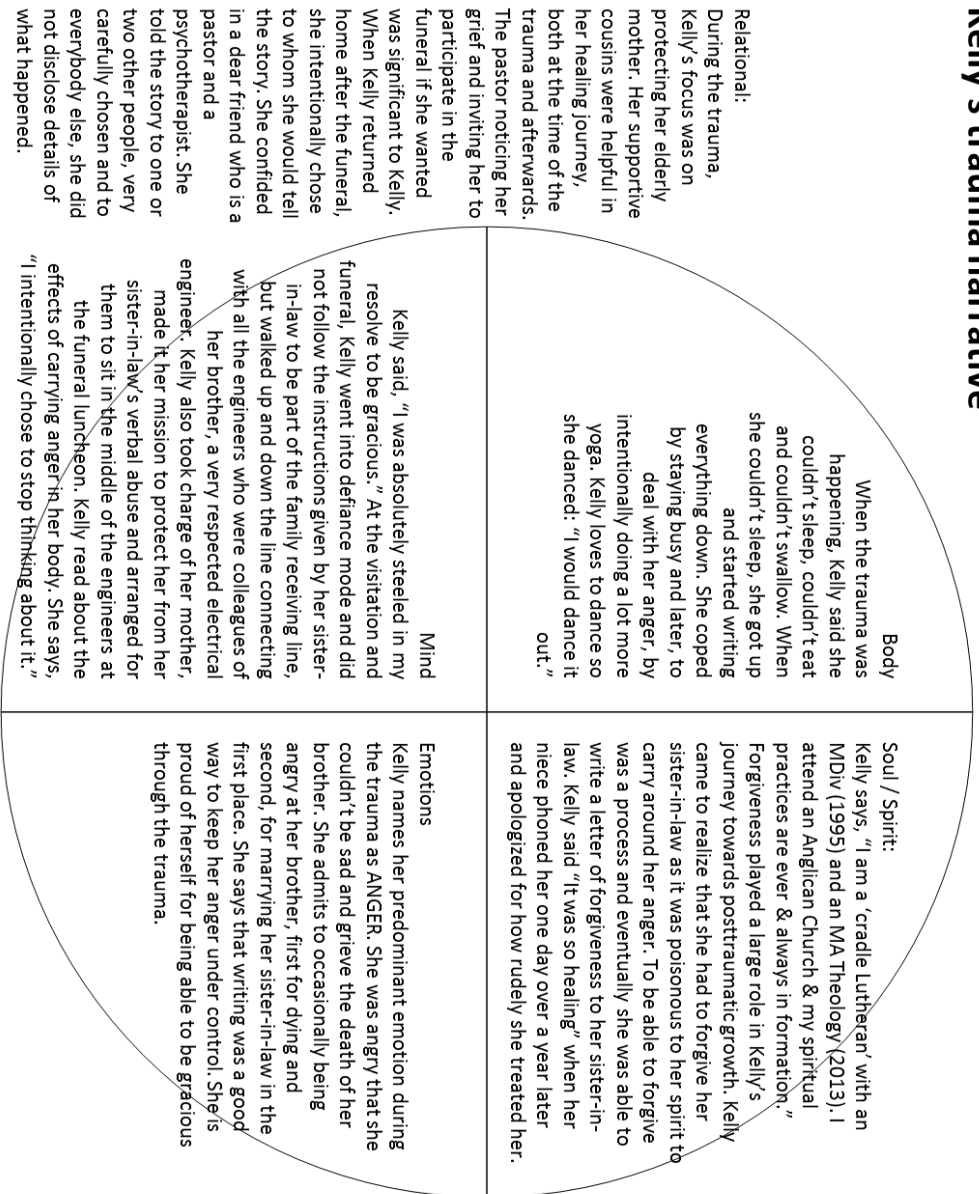 Kelly's trauma narrative
Relational:
During the trauma,
Kelly's focus was on
protecting her elderly
mother. Her supportive
cousins were helpful in
her healing journey,
both at the time of the
trauma and afterwards.
The pastor noticing her
grief and inviting her to
participate in the
funeral if she wanted
was significant to Kelly.
When Kelly returned
home after the funeral,
she intentionally chose
to whom she would tell
the story. She confided
in a dear friend who is a
pastor and a
psychotherapist. She
told the story to one or
two other people, very
carefully chosen and to
everybody else, she did
not disclose details of
what happened.
Body
When the trauma was
happening, Kelly said she
couldn't sleep, couldn't eat
and couldn't swallow. When
she couldn't sleep, she got up
and started writing
everything down. She coped
by staying busy and later, to
deal with her anger, by
intentionally doing a lot more
yoga. Kelly loves to dance so
she danced: "I would dance it
out."
Soul / Spirit:
Kelly says, "I am a 'cradle Lutheran' with an
MDiv (1995) and an MA Theology (2013). I
attend an Anglican Church & my spiritual
practices are ever & always in formation."
Forgiveness played a large role in Kelly's
journey towards posttraumatic growth. Kelly
came to realize that she had to forgive her
sister-in-law as it was poisonous to her spirit to
carry around her anger. To be able to forgive
was a process and eventually she was able to
write a letter of forgiveness to her sister-in-
law. Kelly said "It was so healing" when her
niece phoned her one day over a year later
and apologized for how rudely she treated her.
Mind
Kelly said, "I was absolutely steeled in my
resolve to be gracious." At the visitation and
funeral, Kelly went into defiance mode and did
not follow the instructions given by her sister-
in-law to be part of the family receiving line,
but walked up and down the line connecting
with all the engineers who were colleagues of
her brother, a very respected electrical
engineer. Kelly also took charge of her mother,
made it her mission to protect her from her
sister-in-law's verbal abuse and arranged for
them to sit in the middle of the engineers at
the funeral luncheon. Kelly read about the
effects of carrying anger in her body. She says,
"I intentionally chose to stop thinking about it."
Emotions
Kelly names her predominant emotion during
the trauma as ANGER. She was angry that she
couldn't be sad and grieve the death of her
brother. She admits to occasionally being
angry at her brother, first for dying and
second, for marrying her sister-in-law in the
first place. She says that writing was a good
way to keep her anger under control. She is
proud of herself for being able to be gracious
through the trauma.